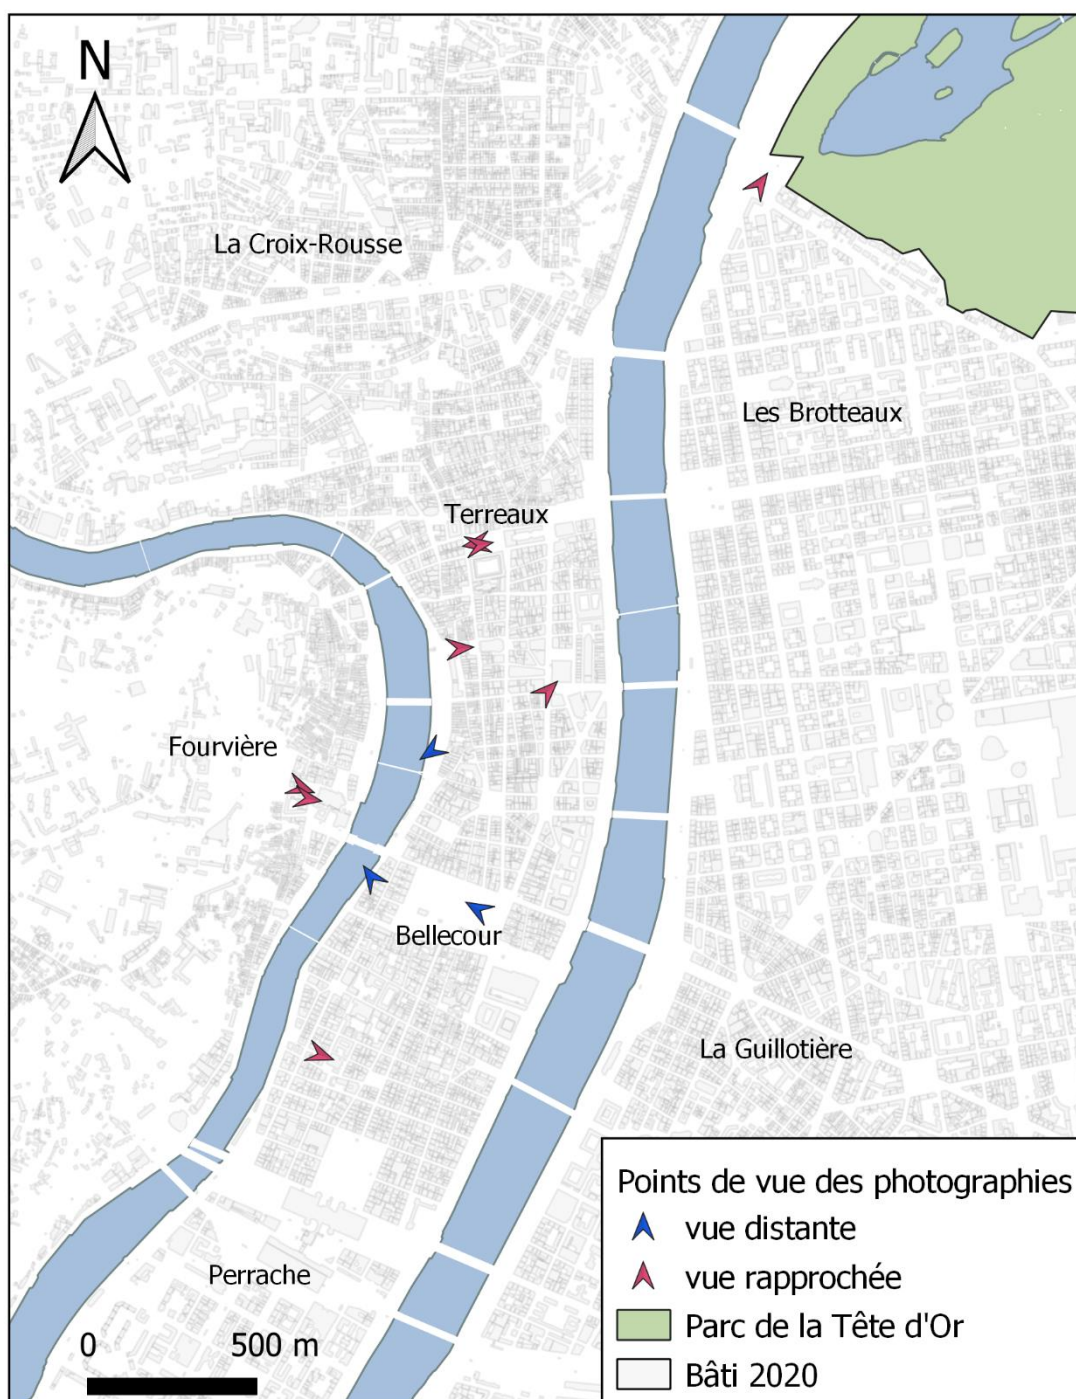 N
La Croix-Rousse
Les Brotteaux
Terreaux
Fourvière
Bellecour
La Guillotière
Perrache
0 500 m
Points de vue des photographies
vue distante
vue rapprochée
Parc de la Tête d'Or
Bâti 2020